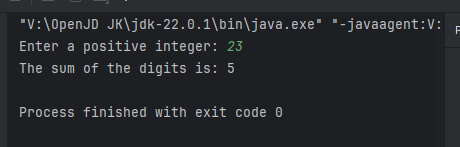 "V:\OpenJD JK\jdk-22.0.1\bin\java.exe" "-javaagent:V:
Enter a positive integer: 23
The sum of the digits is: 5
Process finished with exit code 0